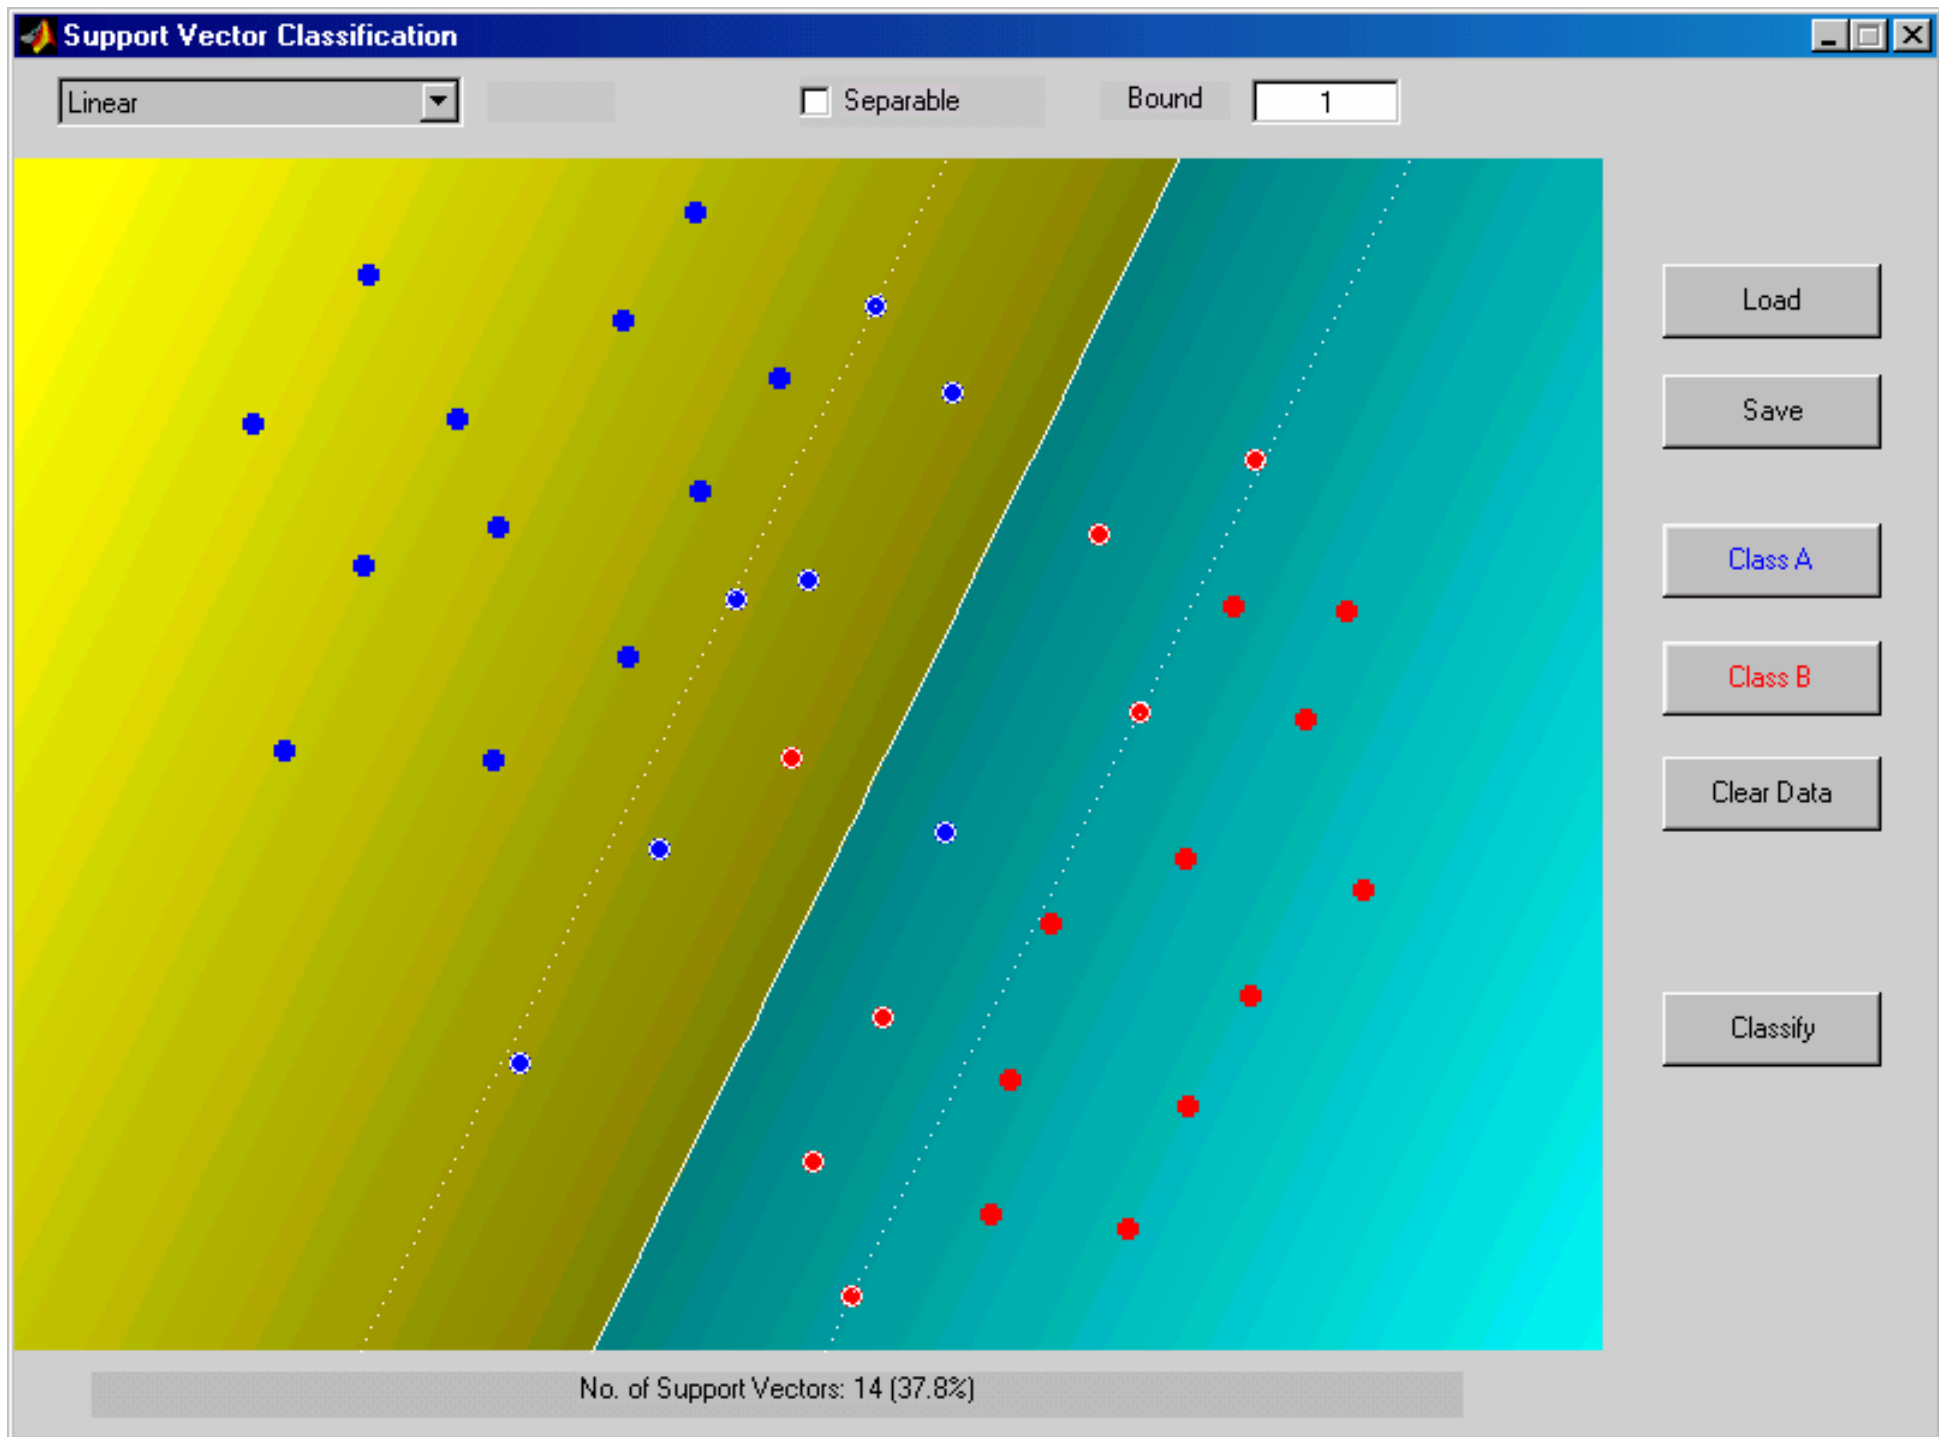 Support Vector Classification
Linear
Separable
Bound
1
Load
Save
Class A
Class B
Clear Data
Classify
No. of Support Vectors: 14 (37.8%)